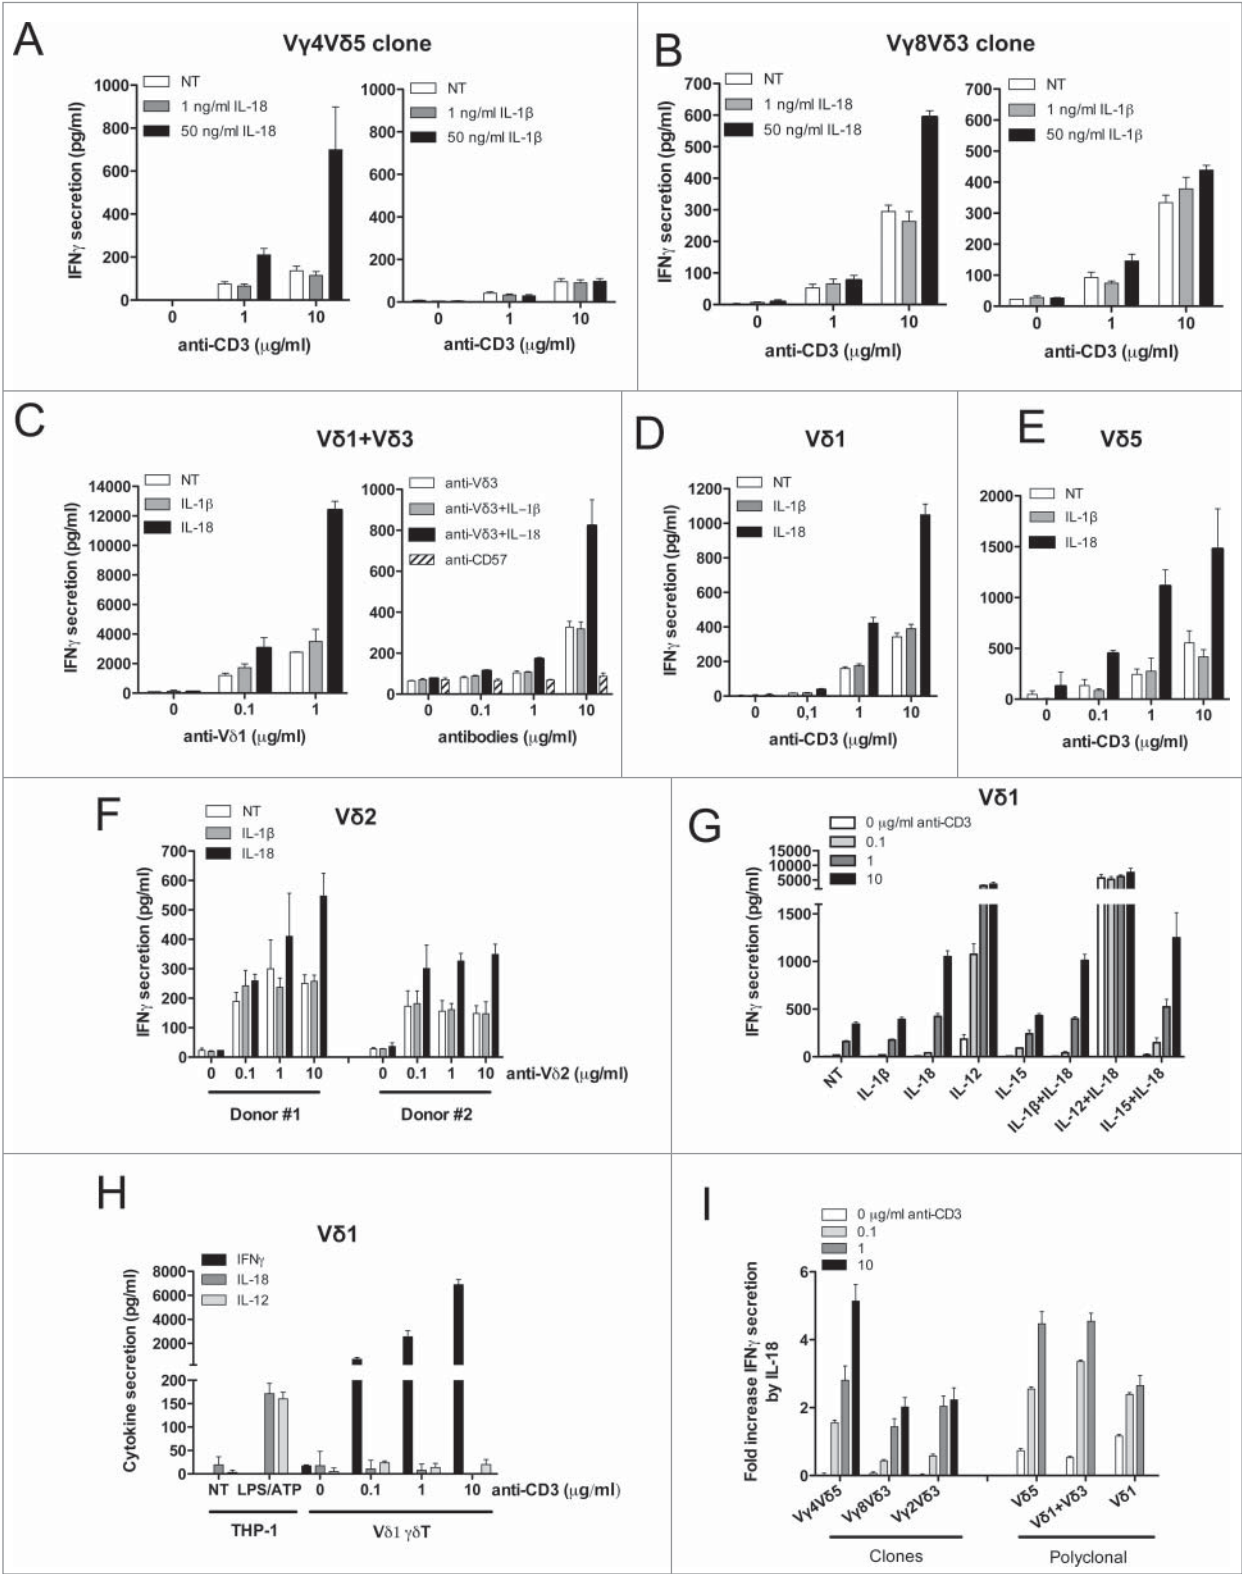 A
Vγ4Vδ5 clone
NT
1 ng/ml IL-18
50 ng/ml IL-18
IFNγ secretion (pg/ml)
1000
800
600
400
200
0
0 1 10
anti-CD3 (μg/ml)
NT
1 ng/ml IL-1β
50 ng/ml IL-1β
1000
800
600
400
200
0
0 1 10
anti-CD3 (μg/ml)
B
Vγ8Vδ3 clone
NT
1 ng/ml IL-18
50 ng/ml IL-18
IFNγ secretion (pg/ml)
700
600
500
400
300
200
100
0
0 1 10
anti-CD3 (μg/ml)
NT
1 ng/ml IL-1β
50 ng/ml IL-1β
700
600
500
400
300
200
100
0
0 1 10
anti-CD3 (μg/ml)
C
Vδ1+Vδ3
NT
IL-1β
IL-18
IFNγ secretion (pg/ml)
14000
12000
10000
8000
6000
4000
2000
0
0 0.1 1
anti-Vδ1 (μg/ml)
anti-Vδ3
anti-Vδ3+IL-1β
anti-Vδ3+IL-18
anti-CD57
1000
800
600
400
200
0
0 0.1 1 10
antibodies (μg/ml)
D
Vδ1
NT
IL-1β
IL-18
IFNγ secretion (pg/ml)
1200
1000
800
600
400
200
0
0 0,1 1 10
anti-CD3 (μg/ml)
E
Vδ5
NT
IL-1β
IL-18
2000
1500
1000
500
0
0 0.1 1 10
anti-CD3 (μg/ml)
F
Vδ2
NT
IL-1β
IL-18
IFNγ secretion (pg/ml)
700
600
500
400
300
200
100
0
0 0.1 1 10 0 0.1 1 10 anti-Vδ2 (μg/ml)
Donor #1 Donor #2
G
Vδ1
0 μg/ml anti-CD3
0.1
1
10
IFNγ secretion (pg/ml)
15000
10000
5000
1500
1000
500
0
NT IL-1β IL-18 IL-12 IL-15 IL-1β+IL-18 IL-12+IL-18 IL-15+IL-18
H
Vδ1
IFNγ
IL-18
IL-12
Cytokine secretion (pg/ml)
8000
6000
4000
2000
200
150
100
50
0
NT LPS/ATP 0 0.1 1 10 anti-CD3 (μg/ml)
THP-1 Vδ1 γδT
I
0 μg/ml anti-CD3
0.1
1
10
Fold increase IFNγ secretion
by IL-18
6
4
2
0
Vγ4Vδ5 Vγ8Vδ3 Vγ2Vδ3 Vδ5 Vδ1+Vδ3 Vδ1
Clones Polyclonal